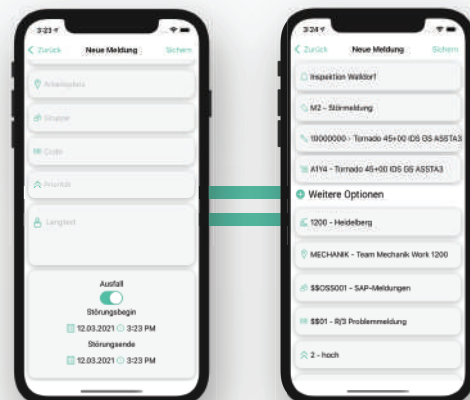 3:23
Zurück Neue Meldung Sichern
Arbeitsplatz
Gruppe
Code
Priorität
Langtext
Ausfall
Störungsbegin
12.03.2021 3:23 PM
Störungsende
12.03.2021 3:23 PM
3:24
Zurück Neue Meldung Sichern
Inspektion Walldorf
M2 - Störmeldung
10000000 - Tornado 45+00 IDS GS ASSTA3
A1Y4 - Tornado 45+00 IDS GS ASSTA3
Weitere Optionen
1200 - Heidelberg
MECHANIK - Team Mechanik Work 1200
$$OSS001 - SAP-Meldungen
$$01 - R/3 Problemmeldung
2 - hoch